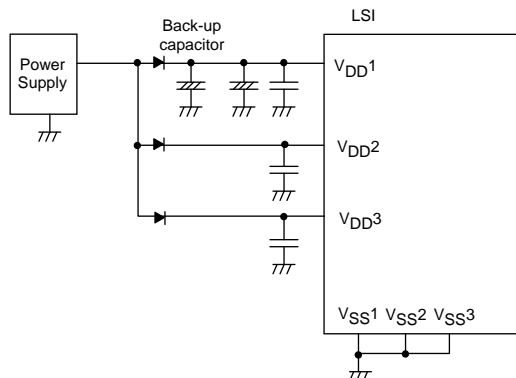 LSI
Back-up
capacitor
Power
Supply
VDD1
VDD2
VDD3
VSS1 VSS2 VSS3